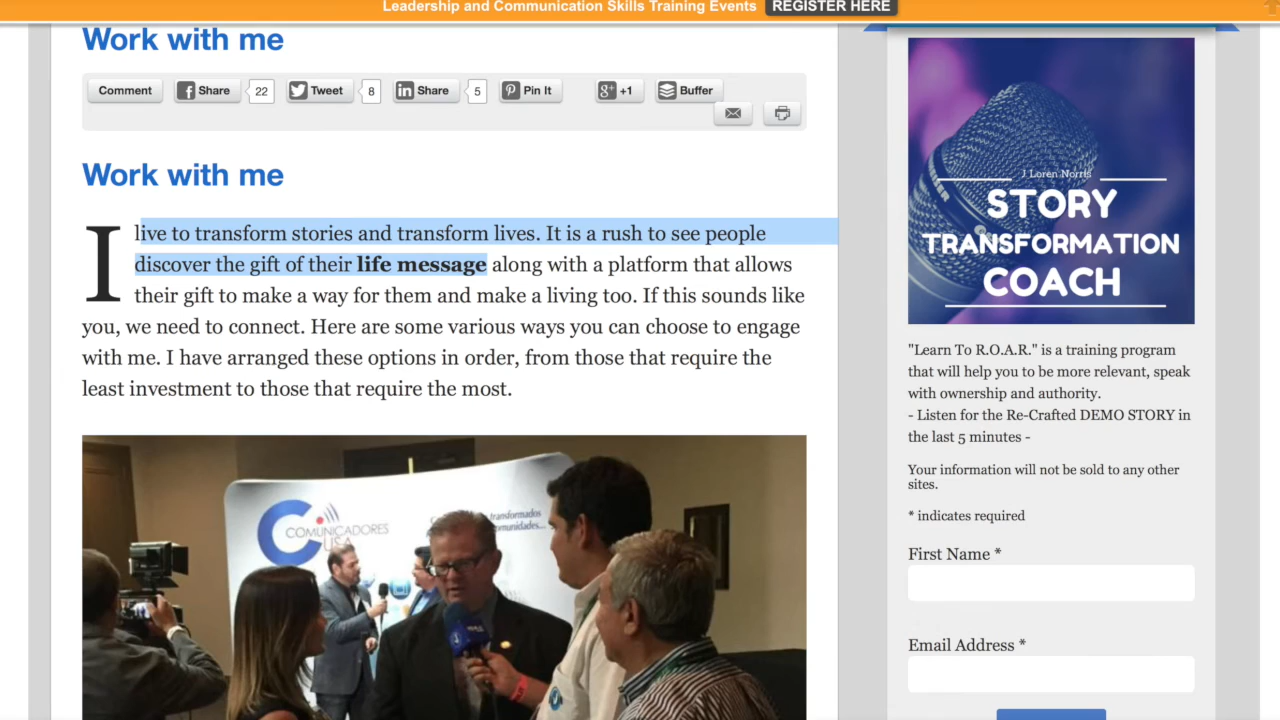 Leadership and Communication Skills Training Events REGISTER HERE
Work with me
Comment Share 22 Tweet 8 Share 5 Pin It +1 Buffer
Work with me
I live to transform stories and transform lives. It is a rush to see people
discover the gift of their life message along with a platform that allows
their gift to make a way for them and make a living too. If this sounds like
you, we need to connect. Here are some various ways you can choose to engage
with me. I have arranged these options in order, from those that require the
least investment to those that require the most.
COMUNICADORES
USA
transformados
J Loren Norris
STORY
TRANSFORMATION
COACH
"Learn To R.O.A.R." is a training program
that will help you to be more relevant, speak
with ownership and authority.
- Listen for the Re-Crafted DEMO STORY in
the last 5 minutes -
Your information will not be sold to any other
sites.
* indicates required
First Name *
Email Address *